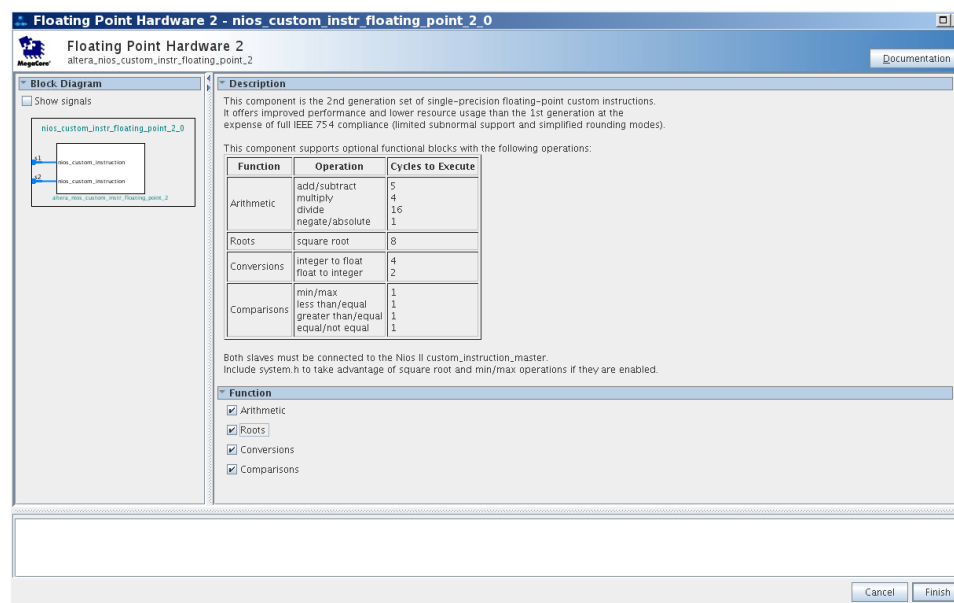 Floating Point Hardware 2 - nios_custom_instr_floating_point_2_0
Floating Point Hardware 2
altera_nios_custom_instr_floating_point_2
MegaCore'
Documentation
Block Diagram
Show signals
nios_custom_instr_floating_point_2_0
s1
nios_custom_instruction
s2
nios_custom_instruction
altera_nios_custom_instr_floating_point_2
Description
This component is the 2nd generation set of single-precision floating-point custom instructions.
It offers improved performance and lower resource usage than the 1st generation at the
expense of full IEEE 754 compliance (limited subnormal support and simplified rounding modes).
This component supports optional functional blocks with the following operations:
Function Operation Cycles to Execute
Arithmetic
add/subtract 5
multiply 4
divide 16
negate/absolute 1
Roots square root 8
Conversions
integer to float 4
float to integer 2
Comparisons
min/max 1
less than/equal 1
greater than/equal 1
equal/not equal 1
Both slaves must be connected to the Nios II custom_instruction_master.
Include system.h to take advantage of square root and min/max operations if they are enabled.
Function
Arithmetic
Roots
Conversions
Comparisons
Cancel
Finish